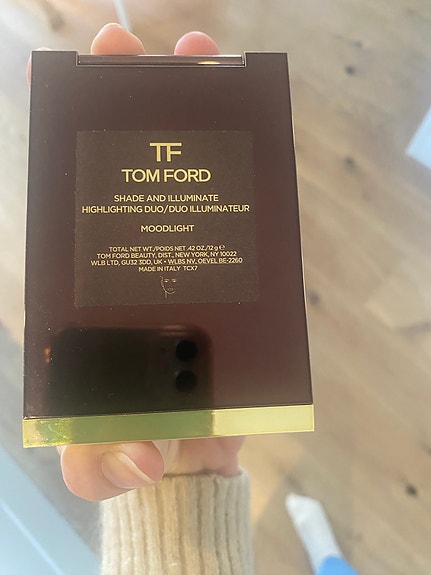 TF
TOM FORD
SHADE AND ILLUMINATE
HIGHLIGHTING DUO/DUO ILLUMINATEUR
MOODLIGHT
TOTAL NET WT./POIDS NET .42 OZ./12 g ℮
TOM FORD BEAUTY, DIST., NEW YORK, NY 10022
WLB LTD, GU32 3DD, UK • WLBS NV, OEVEL BE-2260
MADE IN ITALY TCX7